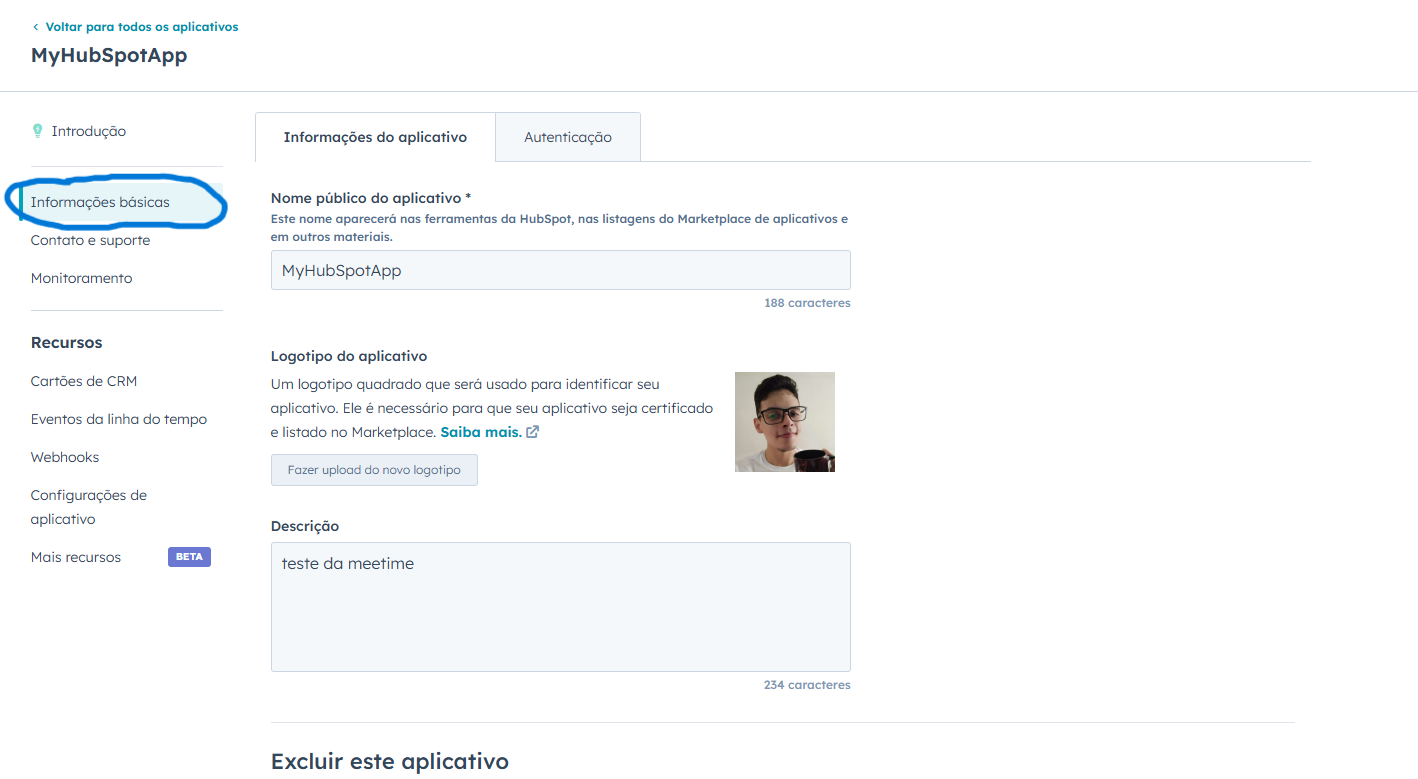 Voltar para todos os aplicativos
MyHubSpotApp
Introdução
Informações básicas
Contato e suporte
Monitoramento
Recursos
Cartões de CRM
Eventos da linha do tempo
Webhooks
Configurações de
aplicativo
Mais recursos BETA
Informações do aplicativo Autenticação
Nome público do aplicativo *
Este nome aparecerá nas ferramentas da HubSpot, nas listagens do Marketplace de aplicativos e
em outros materiais.
MyHubSpotApp
188 caracteres
Logotipo do aplicativo
Um logotipo quadrado que será usado para identificar seu
aplicativo. Ele é necessário para que seu aplicativo seja certificado
e listado no Marketplace. Saiba mais.
Fazer upload do novo logotipo
Descrição
teste da meetime
234 caracteres
Excluir este aplicativo